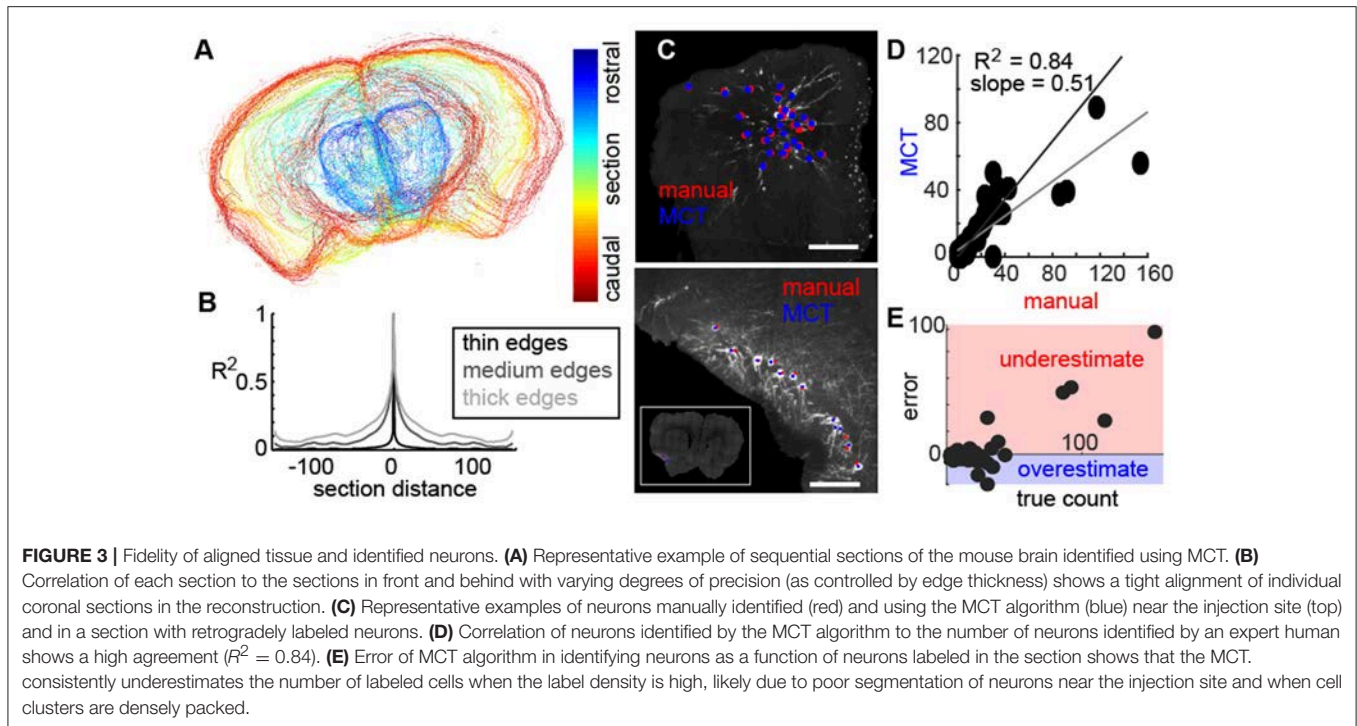 A
rostral
section
caudal
B
1
R2
0.5
0
-100 0 100
section distance
thin edges
medium edges
thick edges
C
manual
MCT
manual
MCT
D
120
80
40
0
MCT
R2 = 0.84
slope = 0.51
0 40 80 120 160
manual
E
100
error
0
underestimate
100
overestimate
true count
FIGURE 3 | Fidelity of aligned tissue and identified neurons. (A) Representative example of sequential sections of the mouse brain identified using MCT. (B)
Correlation of each section to the sections in front and behind with varying degrees of precision (as controlled by edge thickness) shows a tight alignment of individual
coronal sections in the reconstruction. (C) Representative examples of neurons manually identified (red) and using the MCT algorithm (blue) near the injection site (top)
and in a section with retrogradely labeled neurons. (D) Correlation of neurons identified by the MCT algorithm to the number of neurons identified by an expert human
shows a high agreement (R2 = 0.84). (E) Error of MCT algorithm in identifying neurons as a function of neurons labeled in the section shows that the MCT.
consistently underestimates the number of labeled cells when the label density is high, likely due to poor segmentation of neurons near the injection site and when cell
clusters are densely packed.